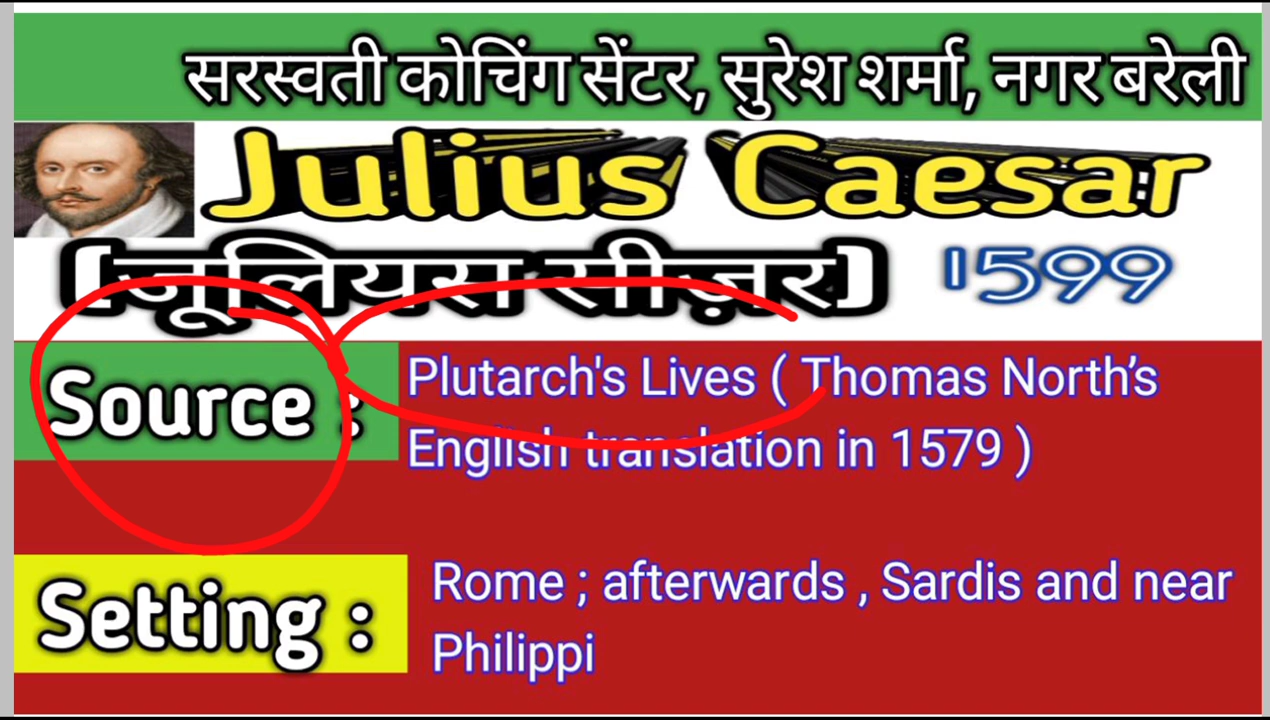 सरस्वती कोचिंग सेंटर, सुरेश शर्मा, नगर बरेली
Julius Caesar
(जूलियस सीज़र) 1599
Source : Plutarch's Lives ( Thomas North’s
English translation in 1579 )
Setting : Rome ; afterwards , Sardis and near
Philippi